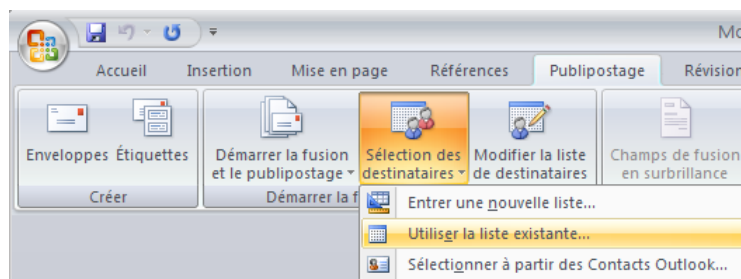 Mo
Accueil Insertion Mise en page Références Publipostage Révision
Enveloppes Étiquettes Démarrer la fusion et le publipostage Sélection des destinataires Modifier la liste de destinataires Champs de fusion en surbrillance
Créer Démarrer la f
Entrer une nouvelle liste...
Utiliser la liste existante...
Sélectionner à partir des Contacts Outlook...